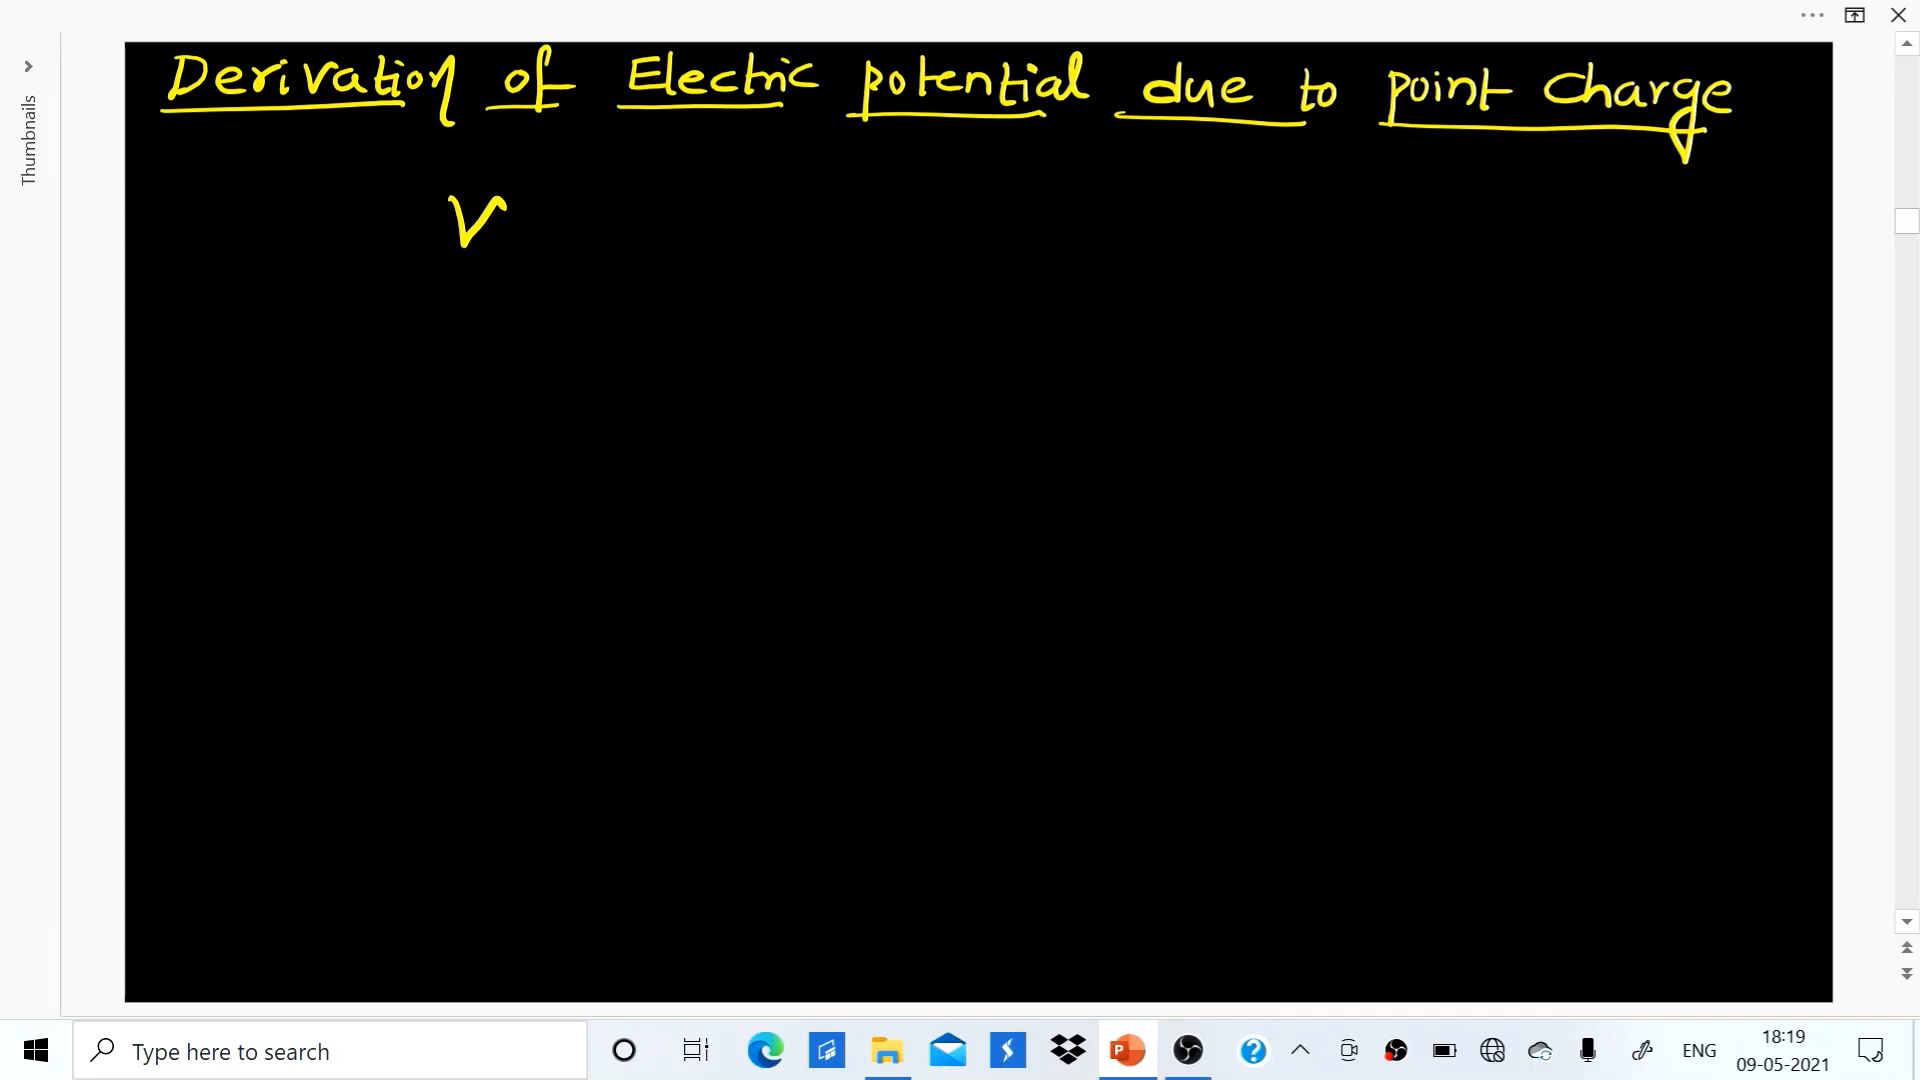 Derivation of Electric potential due to point Charge
V
Thumbnails
Type here to search
ENG
18:19
09-05-2021